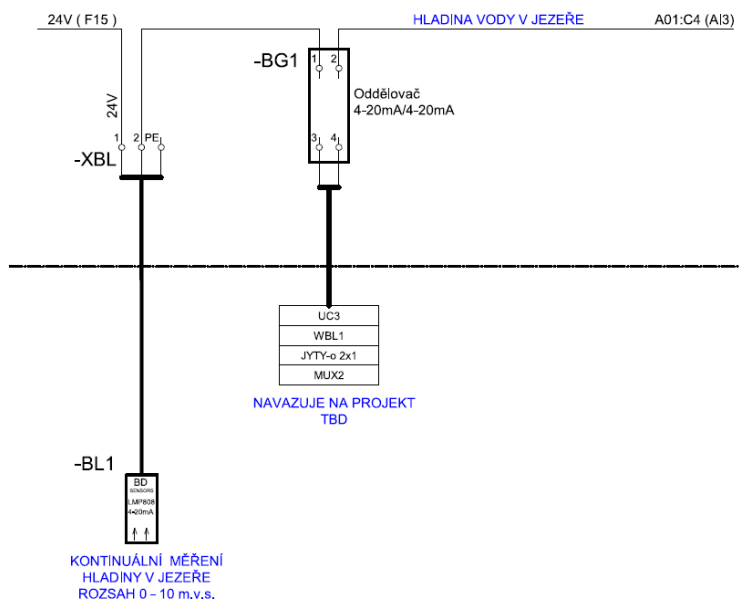 24V ( F15 )
HLADINA VODY V JEZEŘE
A01:C4 (AI3)
-BG1
1 2
Oddělovač
4-20mA/4-20mA
24V
1 2 PE
3 4
-XBL
UC3
WBL1
JYTY-o 2x1
MUX2
NAVAZUJE NA PROJEKT
TBD
-BL1
BD
SENSORS
LMP808
4-20mA
KONTINUÁLNÍ MĚŘENÍ
HLADINY V JEZEŘE
ROZSAH 0 - 10 m.v.s.